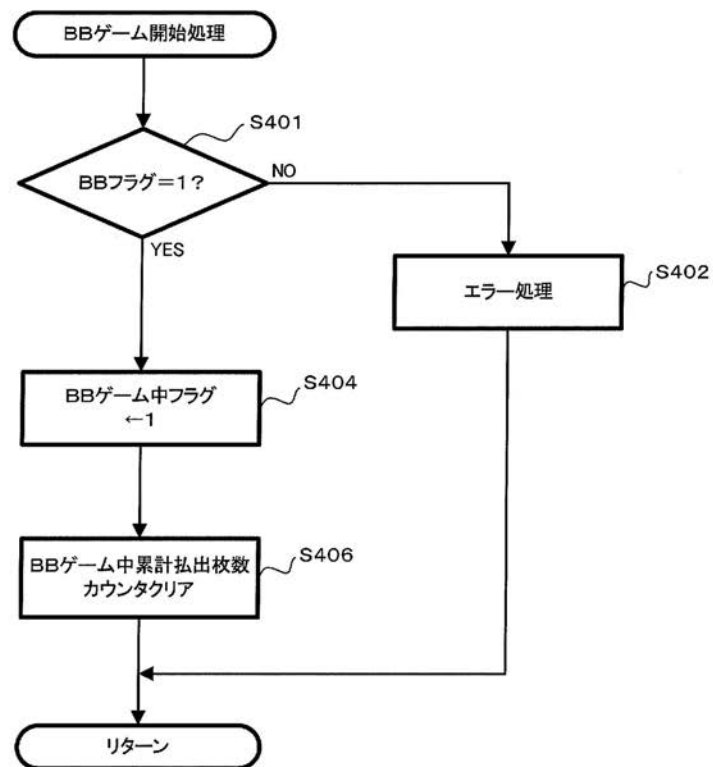 BBゲーム開始処理
S401
BBフラグ=1?
NO
YES
S402
エラー処理
S404
BBゲーム中フラグ
←1
S406
BBゲーム中累計払出枚数
カウンタクリア
リターン